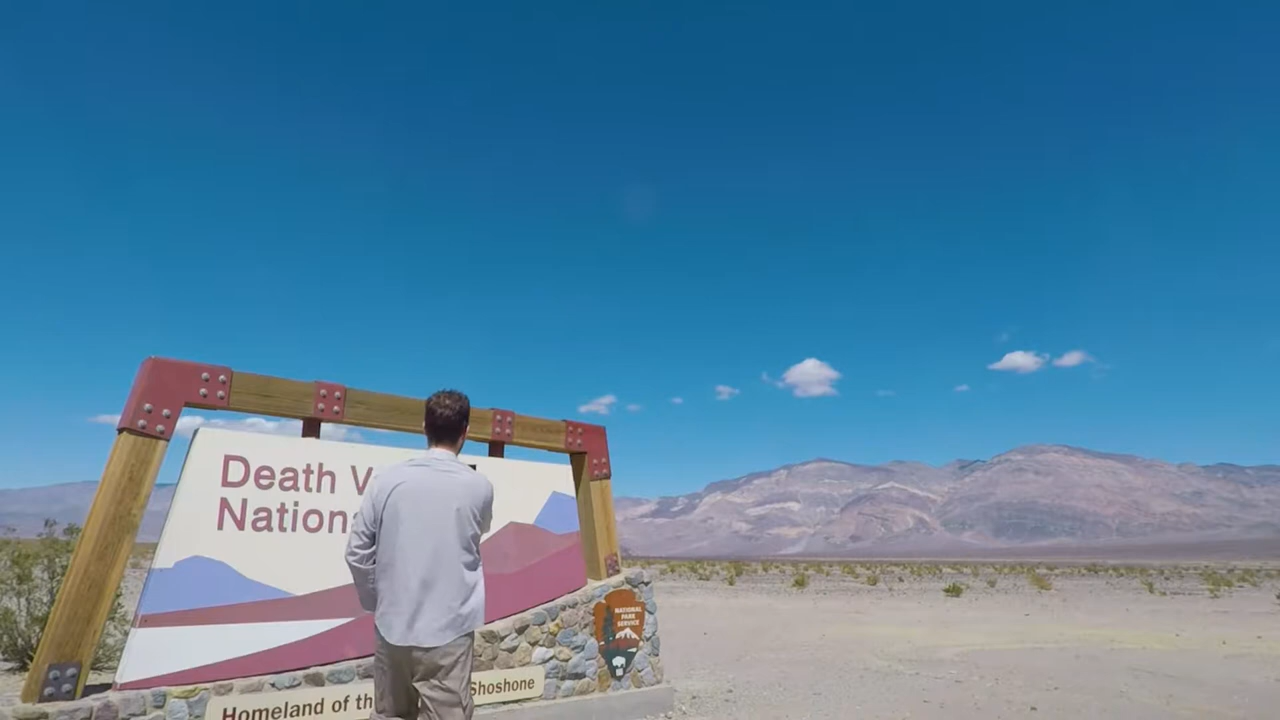 Death V
Nation
NATIONAL
PARK
SERVICE
Homeland of th Shoshone